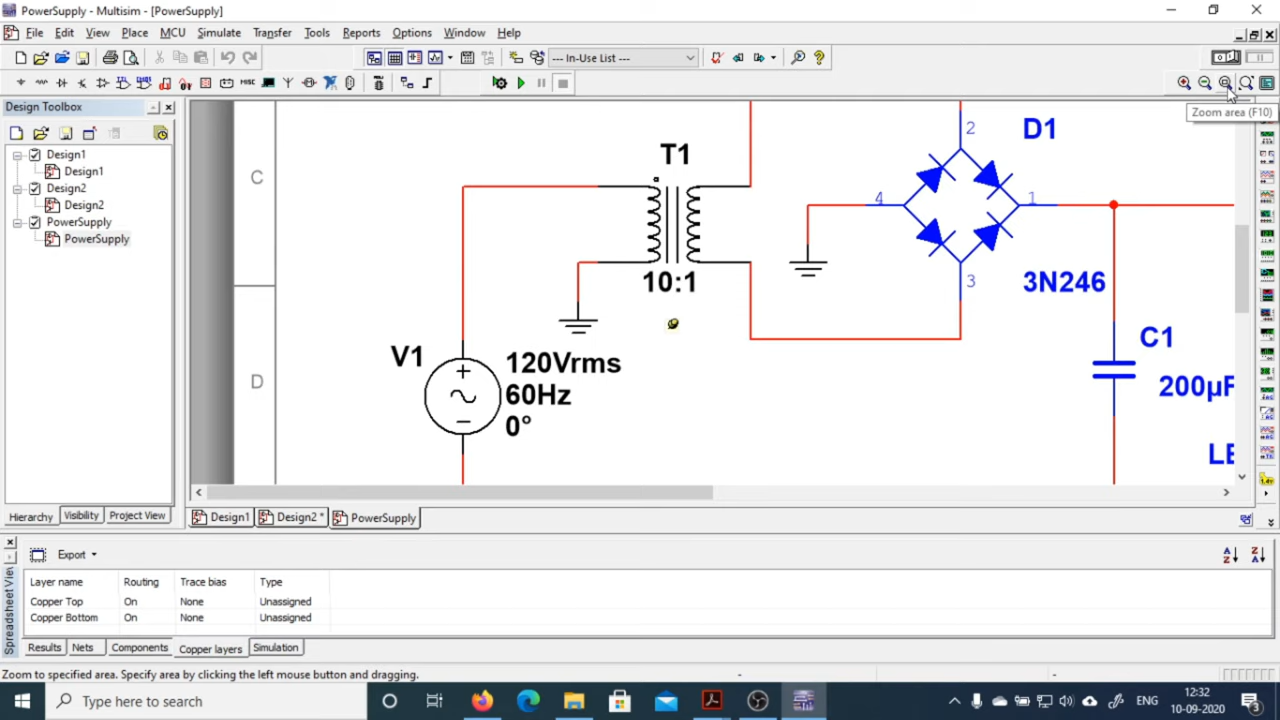 PowerSupply - Multisim - [PowerSupply]
File Edit View Place MCU Simulate Transfer Tools Reports Options Window Help
--- In-Use List ---
MISC
Zoom area (F10)
Design Toolbox
Design1
Design1
Design2
Design2
PowerSupply
PowerSupply
Hierarchy Visibility Project View
C
D
T1
10:1
V1
120Vrms
60Hz
0°
D1
2
4
1
3
3N246
C1
200µF
LE
Design1 Design2 * PowerSupply
Spreadsheet View
Export
Layer name Routing Trace bias Type
Copper Top On None Unassigned
Copper Bottom On None Unassigned
Results Nets Components Copper layers Simulation
Zoom to specified area. Specify area by clicking the left mouse button and dragging.
Type here to search
ENG
12:32
10-09-2020
3